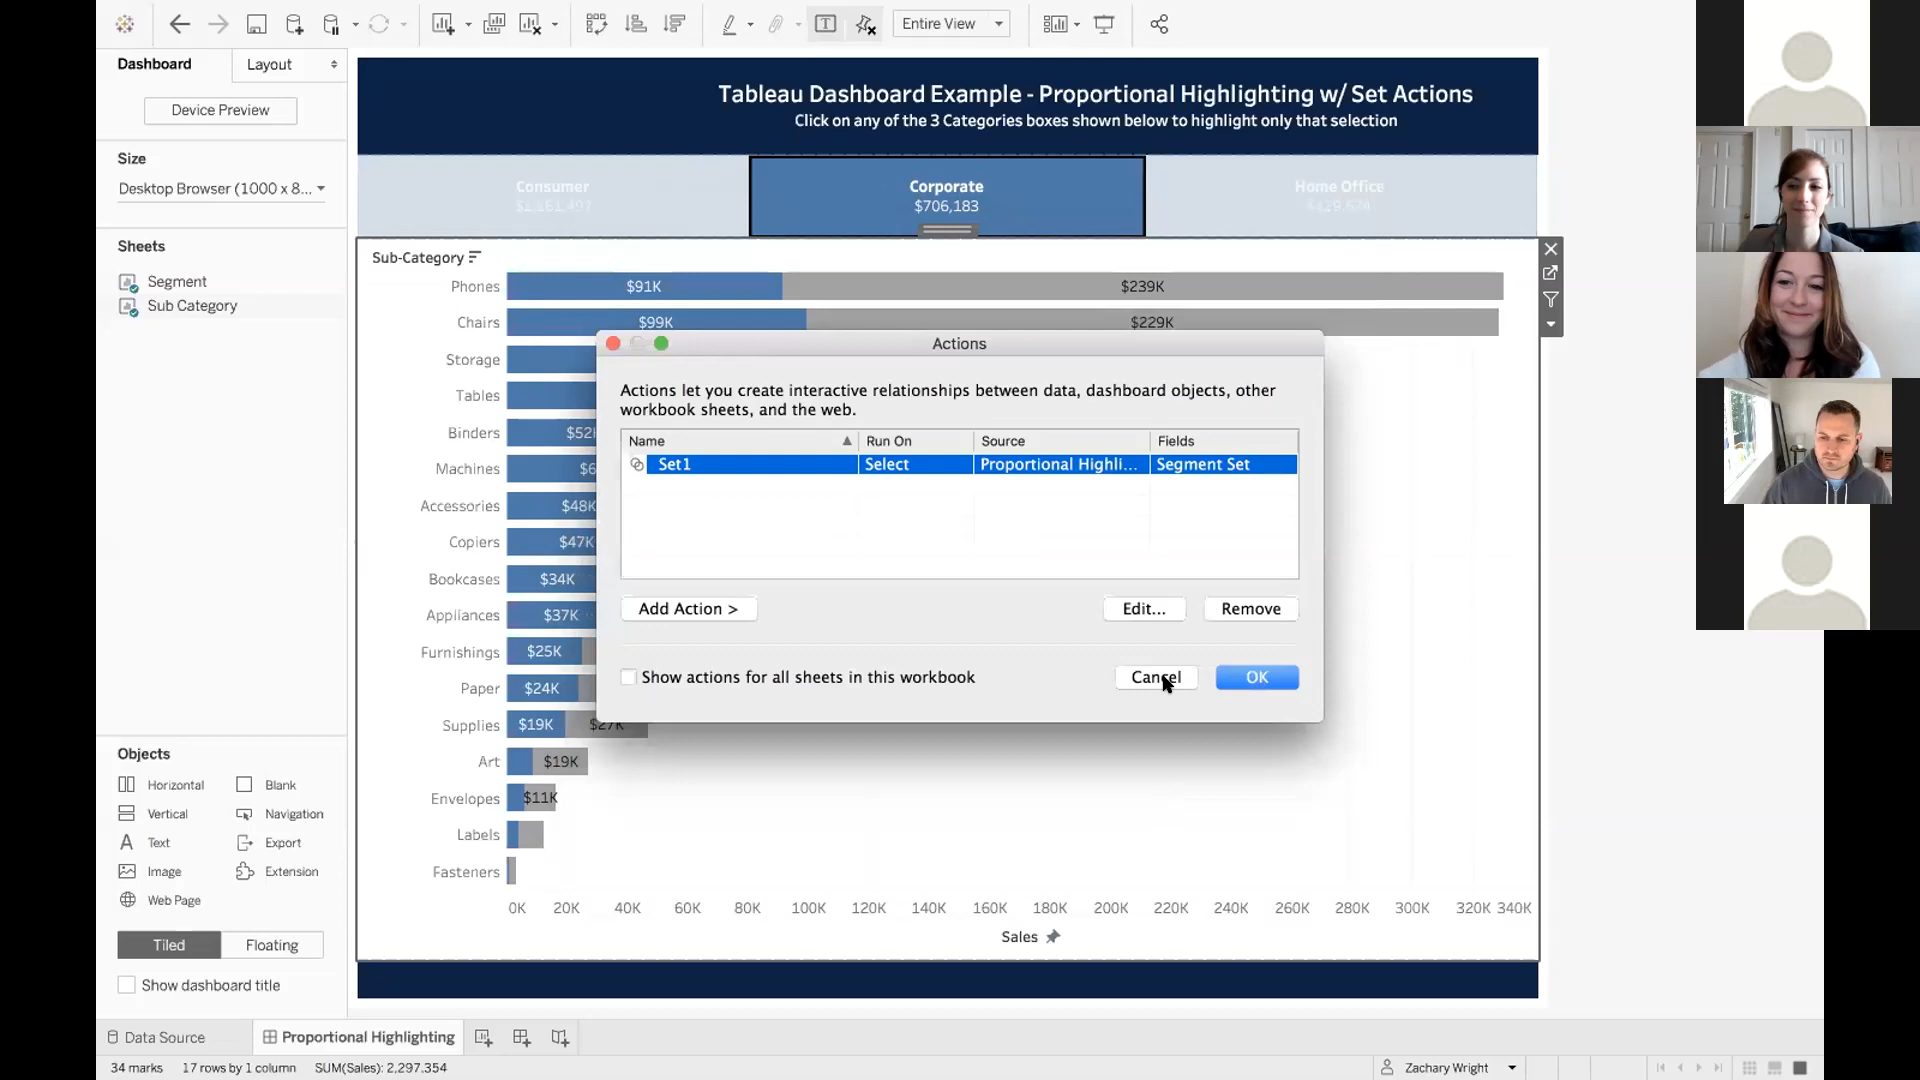 Entire View
Dashboard
Layout
Device Preview
Size
Desktop Browser (1000 x 8...
Sheets
Segment
Sub Category
Tableau Dashboard Example - Proportional Highlighting w/ Set Actions
Click on any of the 3 Categories boxes shown below to highlight only that selection
Consumer
Corporate
$706,183
Home Office
Sub-Category
Phones $91K $239K
Chairs $99K $229K
Storage
Tables
Binders
Machines
Accessories $48K
Copiers $47K
Bookcases $34K
Appliances $37K
Furnishings $25K
Paper $24K
Supplies $19K $27K
Art $19K
Envelopes $11K
Labels
Fasteners
0K 20K 40K 60K 80K 100K 120K 140K 160K 180K 200K 220K 240K 260K 280K 300K 320K 340K
Sales
Actions
Actions let you create interactive relationships between data, dashboard objects, other
workbook sheets, and the web.
Name Run On Source Fields
Set1 Select Proportional Highli... Segment Set
Add Action >
Edit...
Remove
Show actions for all sheets in this workbook
Cancel
OK
Objects
Horizontal Blank
Vertical Navigation
Text Export
Image Extension
Web Page
Tiled Floating
Show dashboard title
Data Source
Proportional Highlighting
34 marks 17 rows by 1 column SUM(Sales): 2,297.354
Zachary Wright